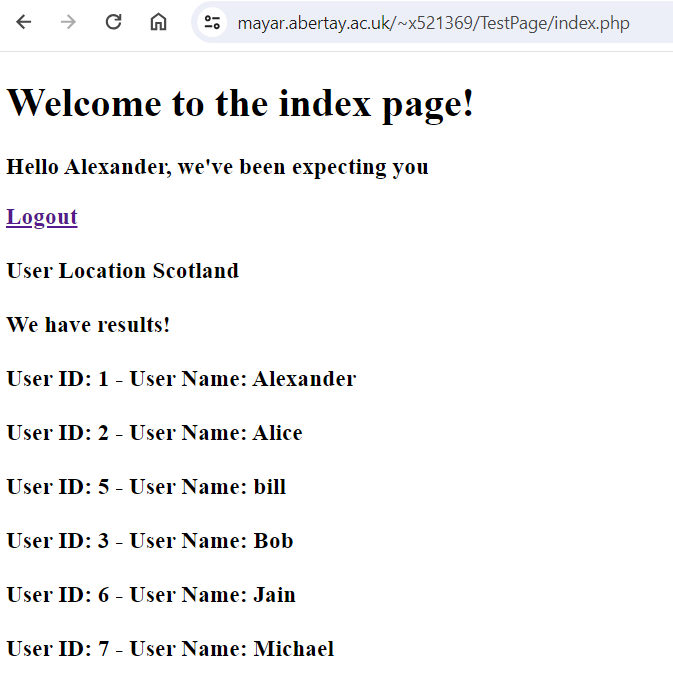 mayar.abertay.ac.uk/~x521369/TestPage/index.php
Welcome to the index page!
Hello Alexander, we've been expecting you
Logout
User Location Scotland
We have results!
User ID: 1 - User Name: Alexander
User ID: 2 - User Name: Alice
User ID: 5 - User Name: bill
User ID: 3 - User Name: Bob
User ID: 6 - User Name: Jain
User ID: 7 - User Name: Michael